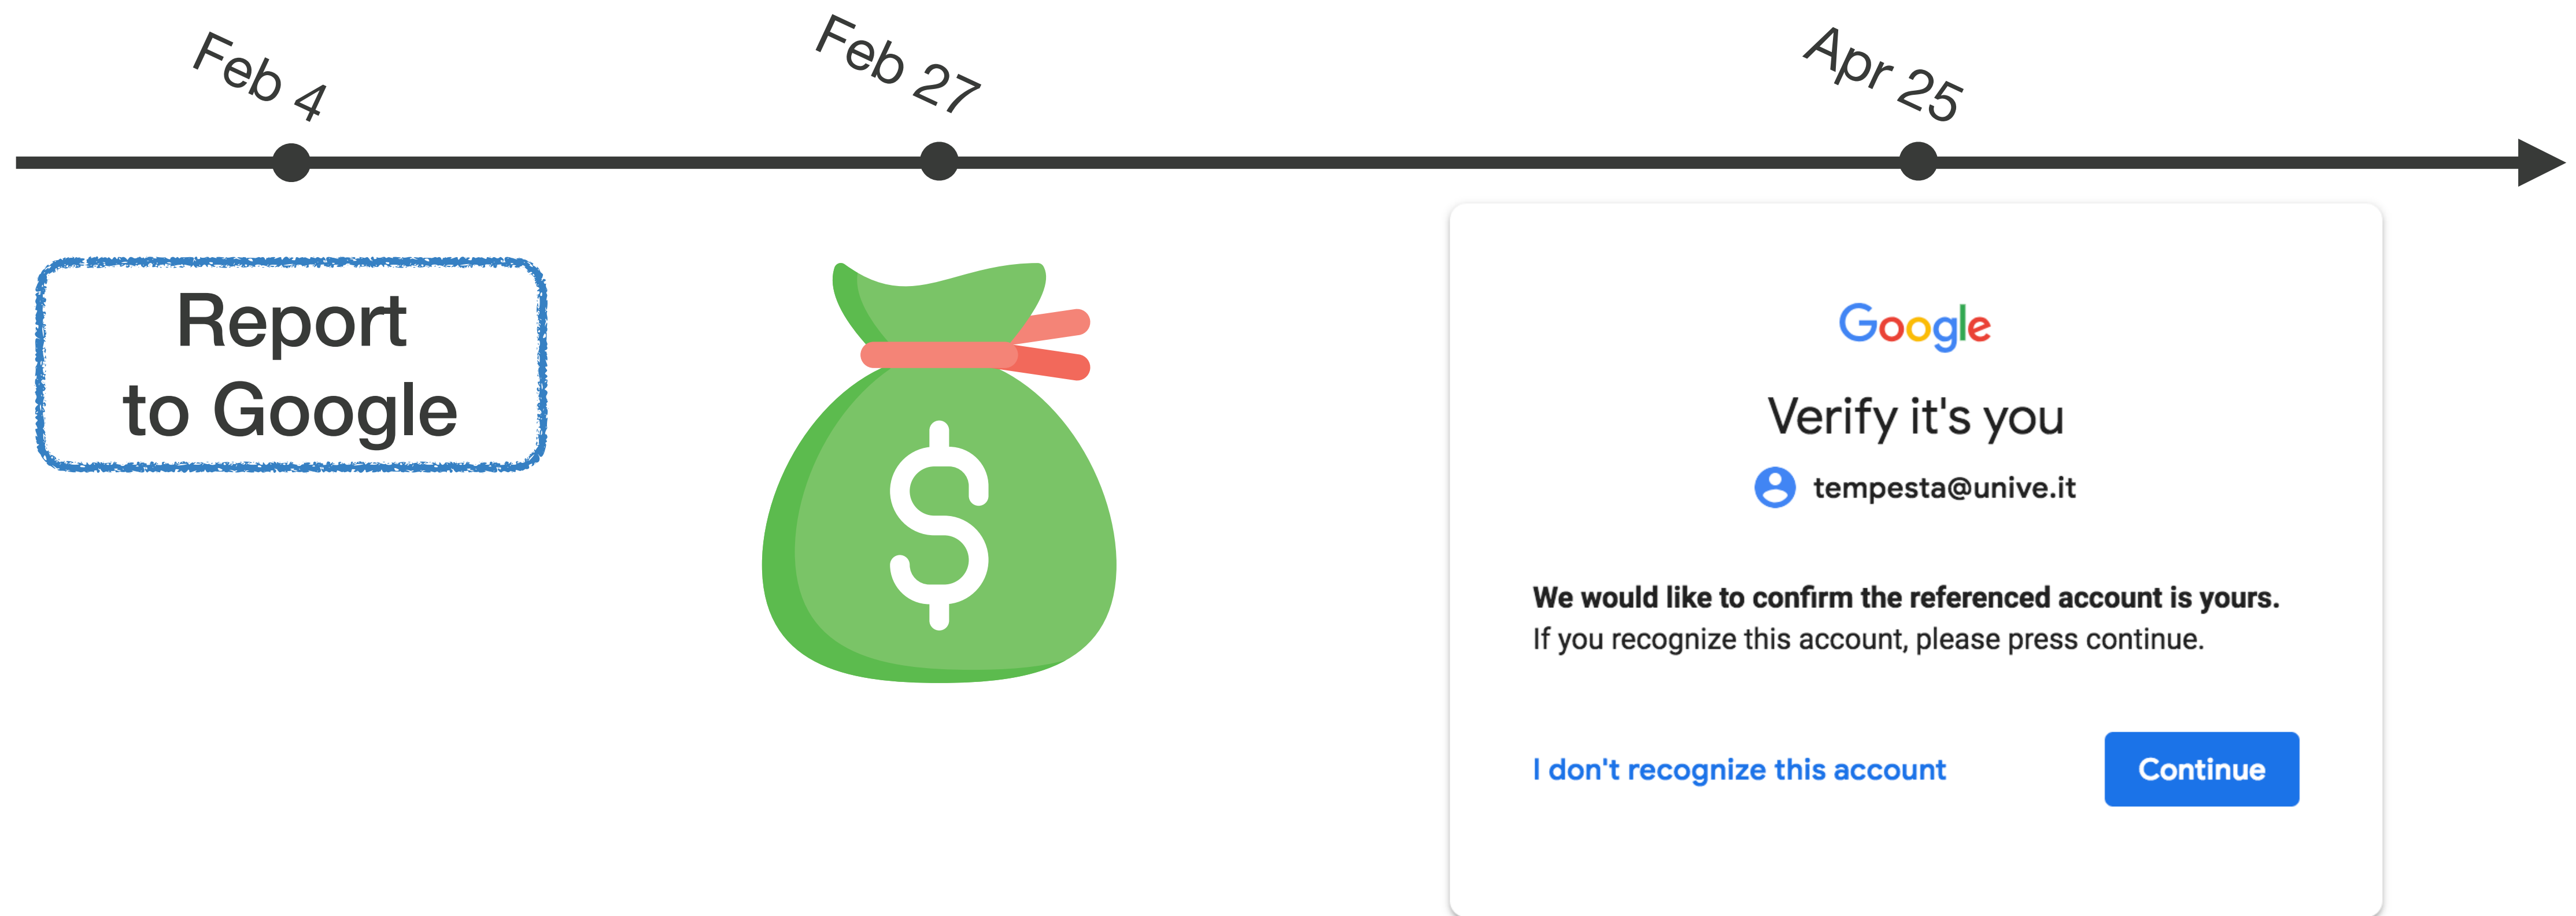 Feb 4
Feb 27
Apr 25
Report
to Google
$
Google
Verify it's you
tempesta@unive.it
We would like to confirm the referenced account is yours.
If you recognize this account, please press continue.
I don't recognize this account
Continue